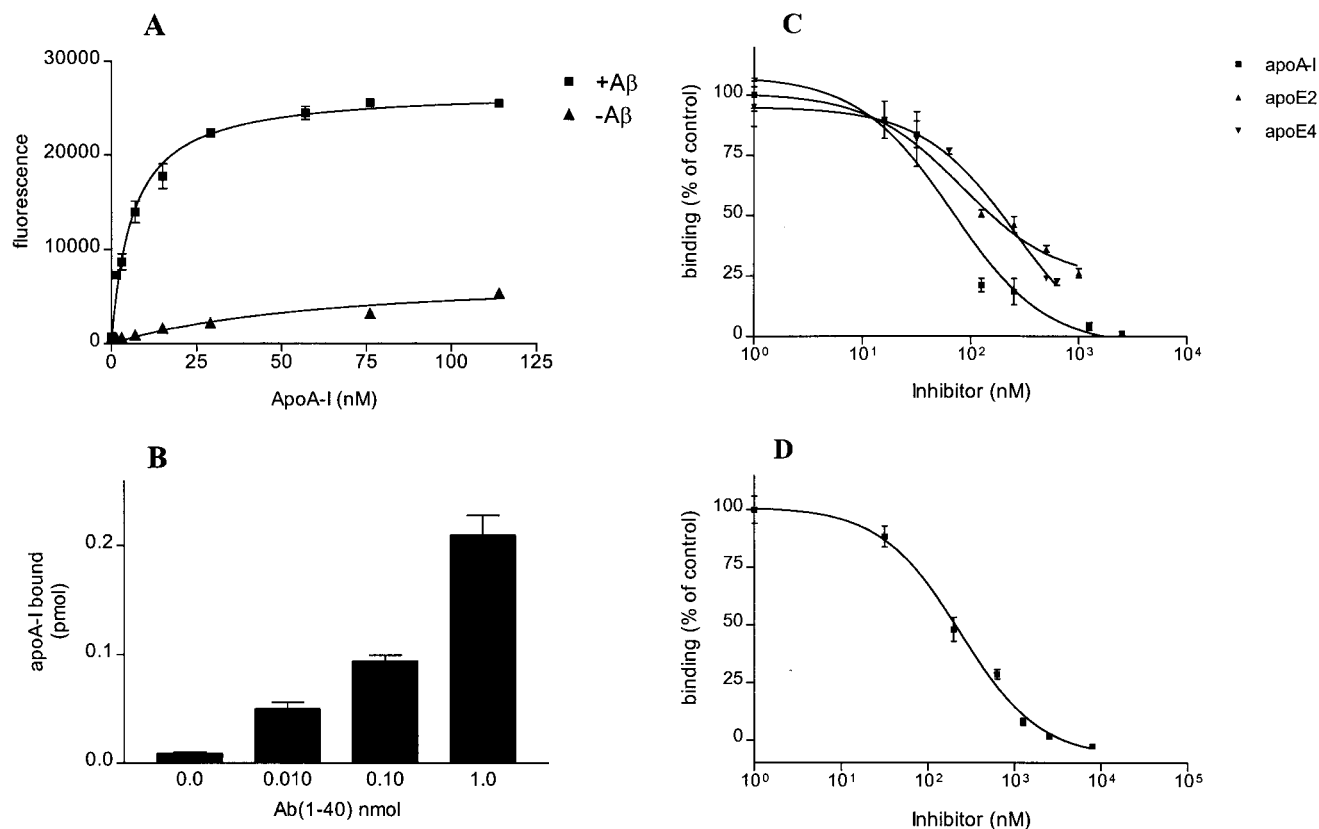 A
30000
20000
10000
0
fluorescence
0 25 50 75 100 125
ApoA-I (nM)
+Aβ
-Aβ
B
0.2
0.1
0.0
apoA-I bound
(pmol)
0.0 0.010 0.10 1.0
Ab(1-40) nmol
C
100
75
50
25
0
binding (% of control)
10⁰ 10¹ 10² 10³ 10⁴
Inhibitor (nM)
apoA-I
apoE2
apoE4
D
100
75
50
25
0
binding (% of control)
10⁰ 10¹ 10² 10³ 10⁴ 10⁵
Inhibitor (nM)